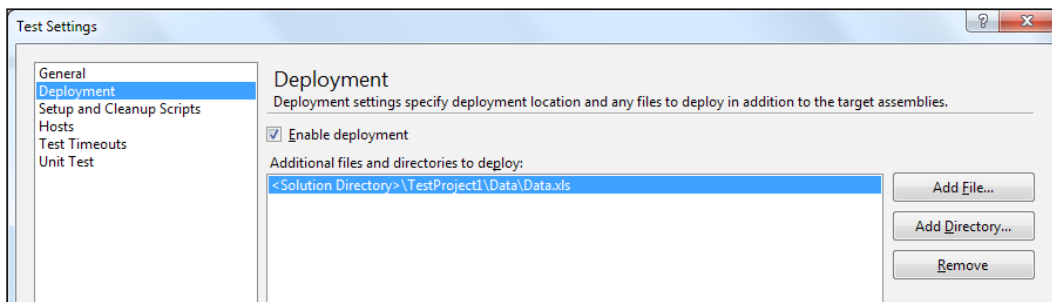 Test Settings
General
Deployment
Setup and Cleanup Scripts
Hosts
Test Timeouts
Unit Test
Deployment
Deployment settings specify deployment location and any files to deploy in addition to the target assemblies.
Enable deployment
Additional files and directories to deploy:
<Solution Directory>\TestProject1\Data\Data.xls
Add File...
Add Directory...
Remove